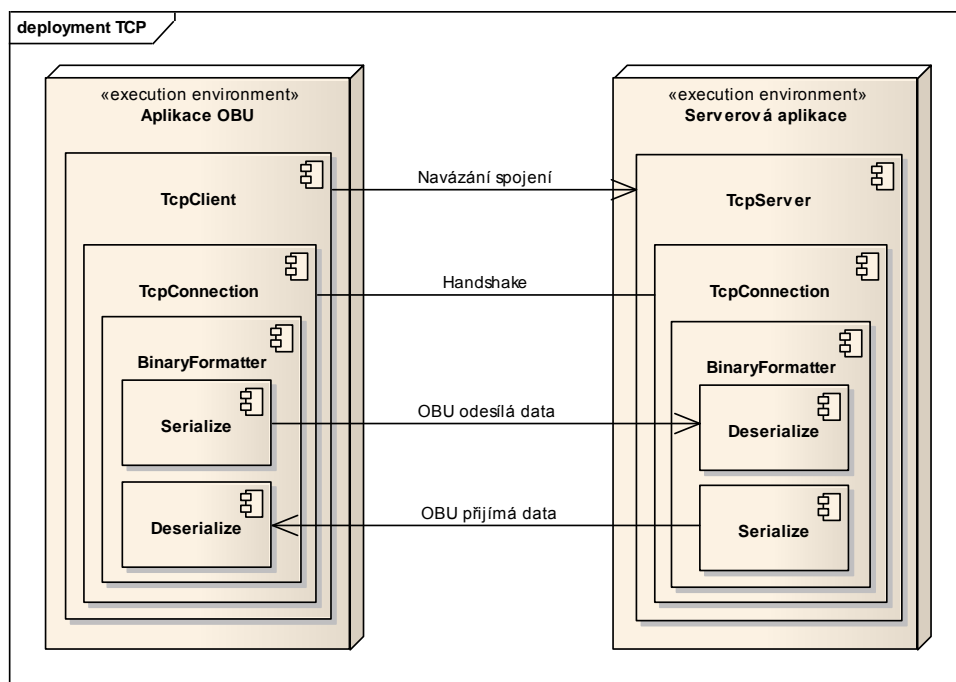 deployment TCP
«execution environment»
Aplikace OBU
«execution environment»
Serverová aplikace
TcpClient
Navázání spojení
TcpServer
TcpConnection
Handshake
TcpConnection
BinaryFormatter
BinaryFormatter
Serialize
OBU odesílá data
Deserialize
Deserialize
OBU přijímá data
Serialize